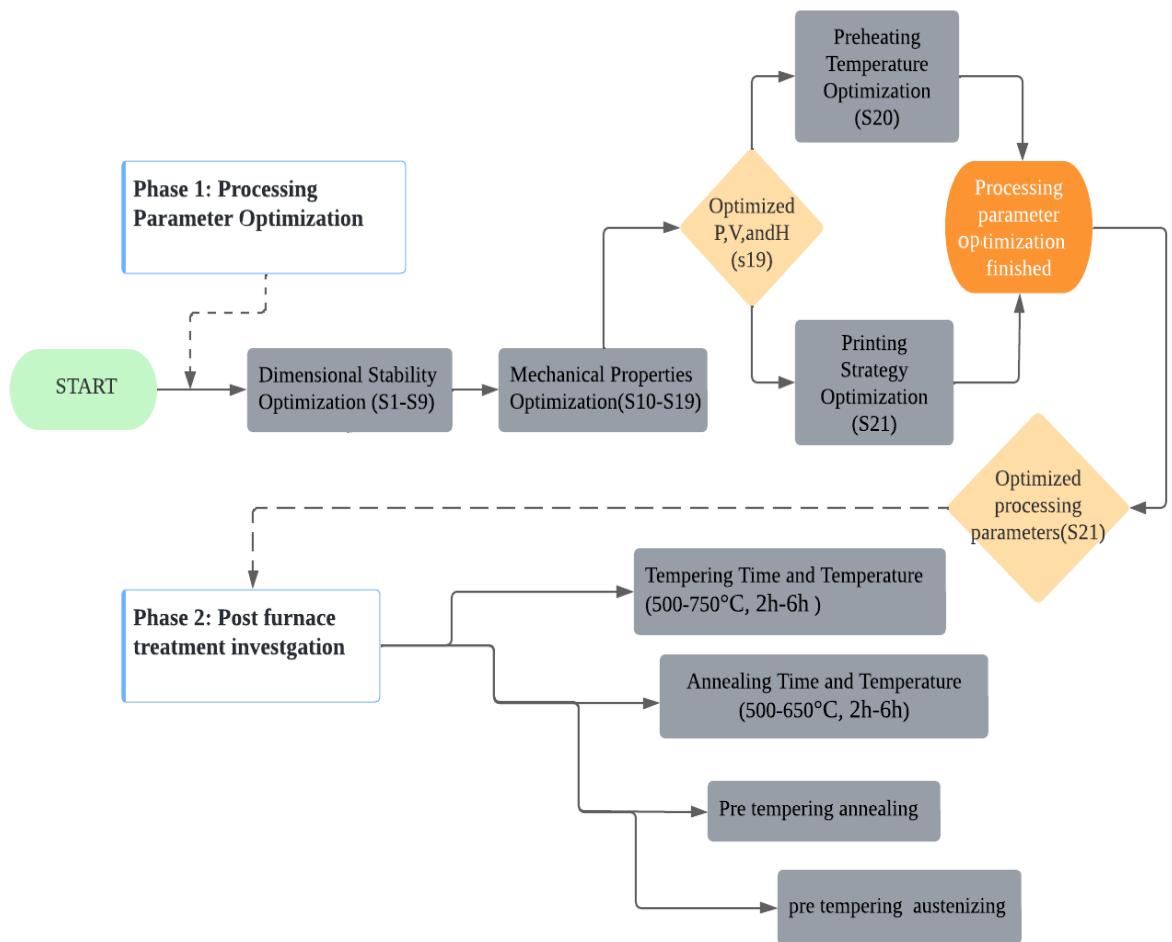 Preheating
Temperature
Optimization
(S20)
Phase 1: Processing
Parameter Optimization
Optimized
P,V,andH
(s19)
Processing
parameter
optimization
finished
START
Dimensional Stability
Optimization (S1-S9)
Mechanical Properties
Optimization(S10-S19)
Printing
Strategy
Optimization
(S21)
Optimized
processing
parameters(S21)
Phase 2: Post furnace
treatment investgation
Tempering Time and Temperature
(500-750°C, 2h-6h )
Annealing Time and Temperature
(500-650°C, 2h-6h)
Pre tempering annealing
pre tempering austenizing